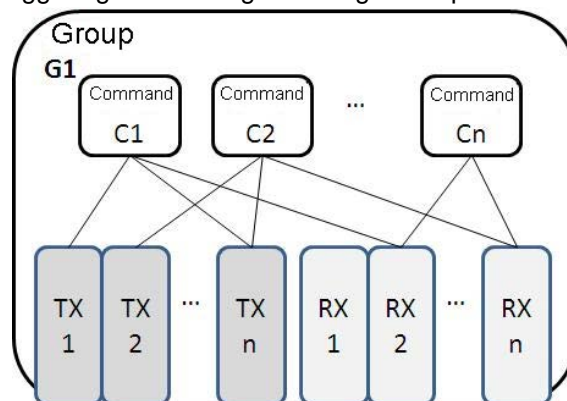 Group
G1
Command Command Command
C1 C2 ... Cn
TX TX ... TX RX RX ... RX
1 2 n 1 2 n